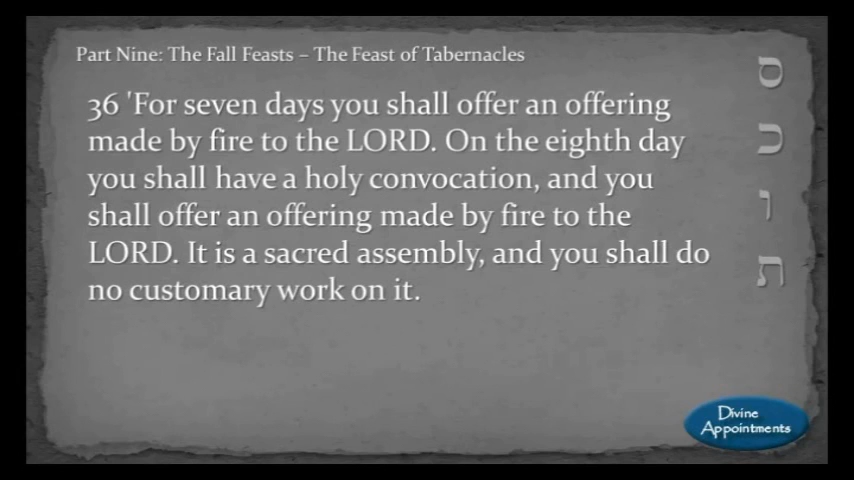 Part Nine: The Fall Feasts – The Feast of Tabernacles
36 'For seven days you shall offer an offering
made by fire to the LORD. On the eighth day
you shall have a holy convocation, and you
shall offer an offering made by fire to the
LORD. It is a sacred assembly, and you shall do
no customary work on it.
ס
כ
ו
ת
Divine
Appointments